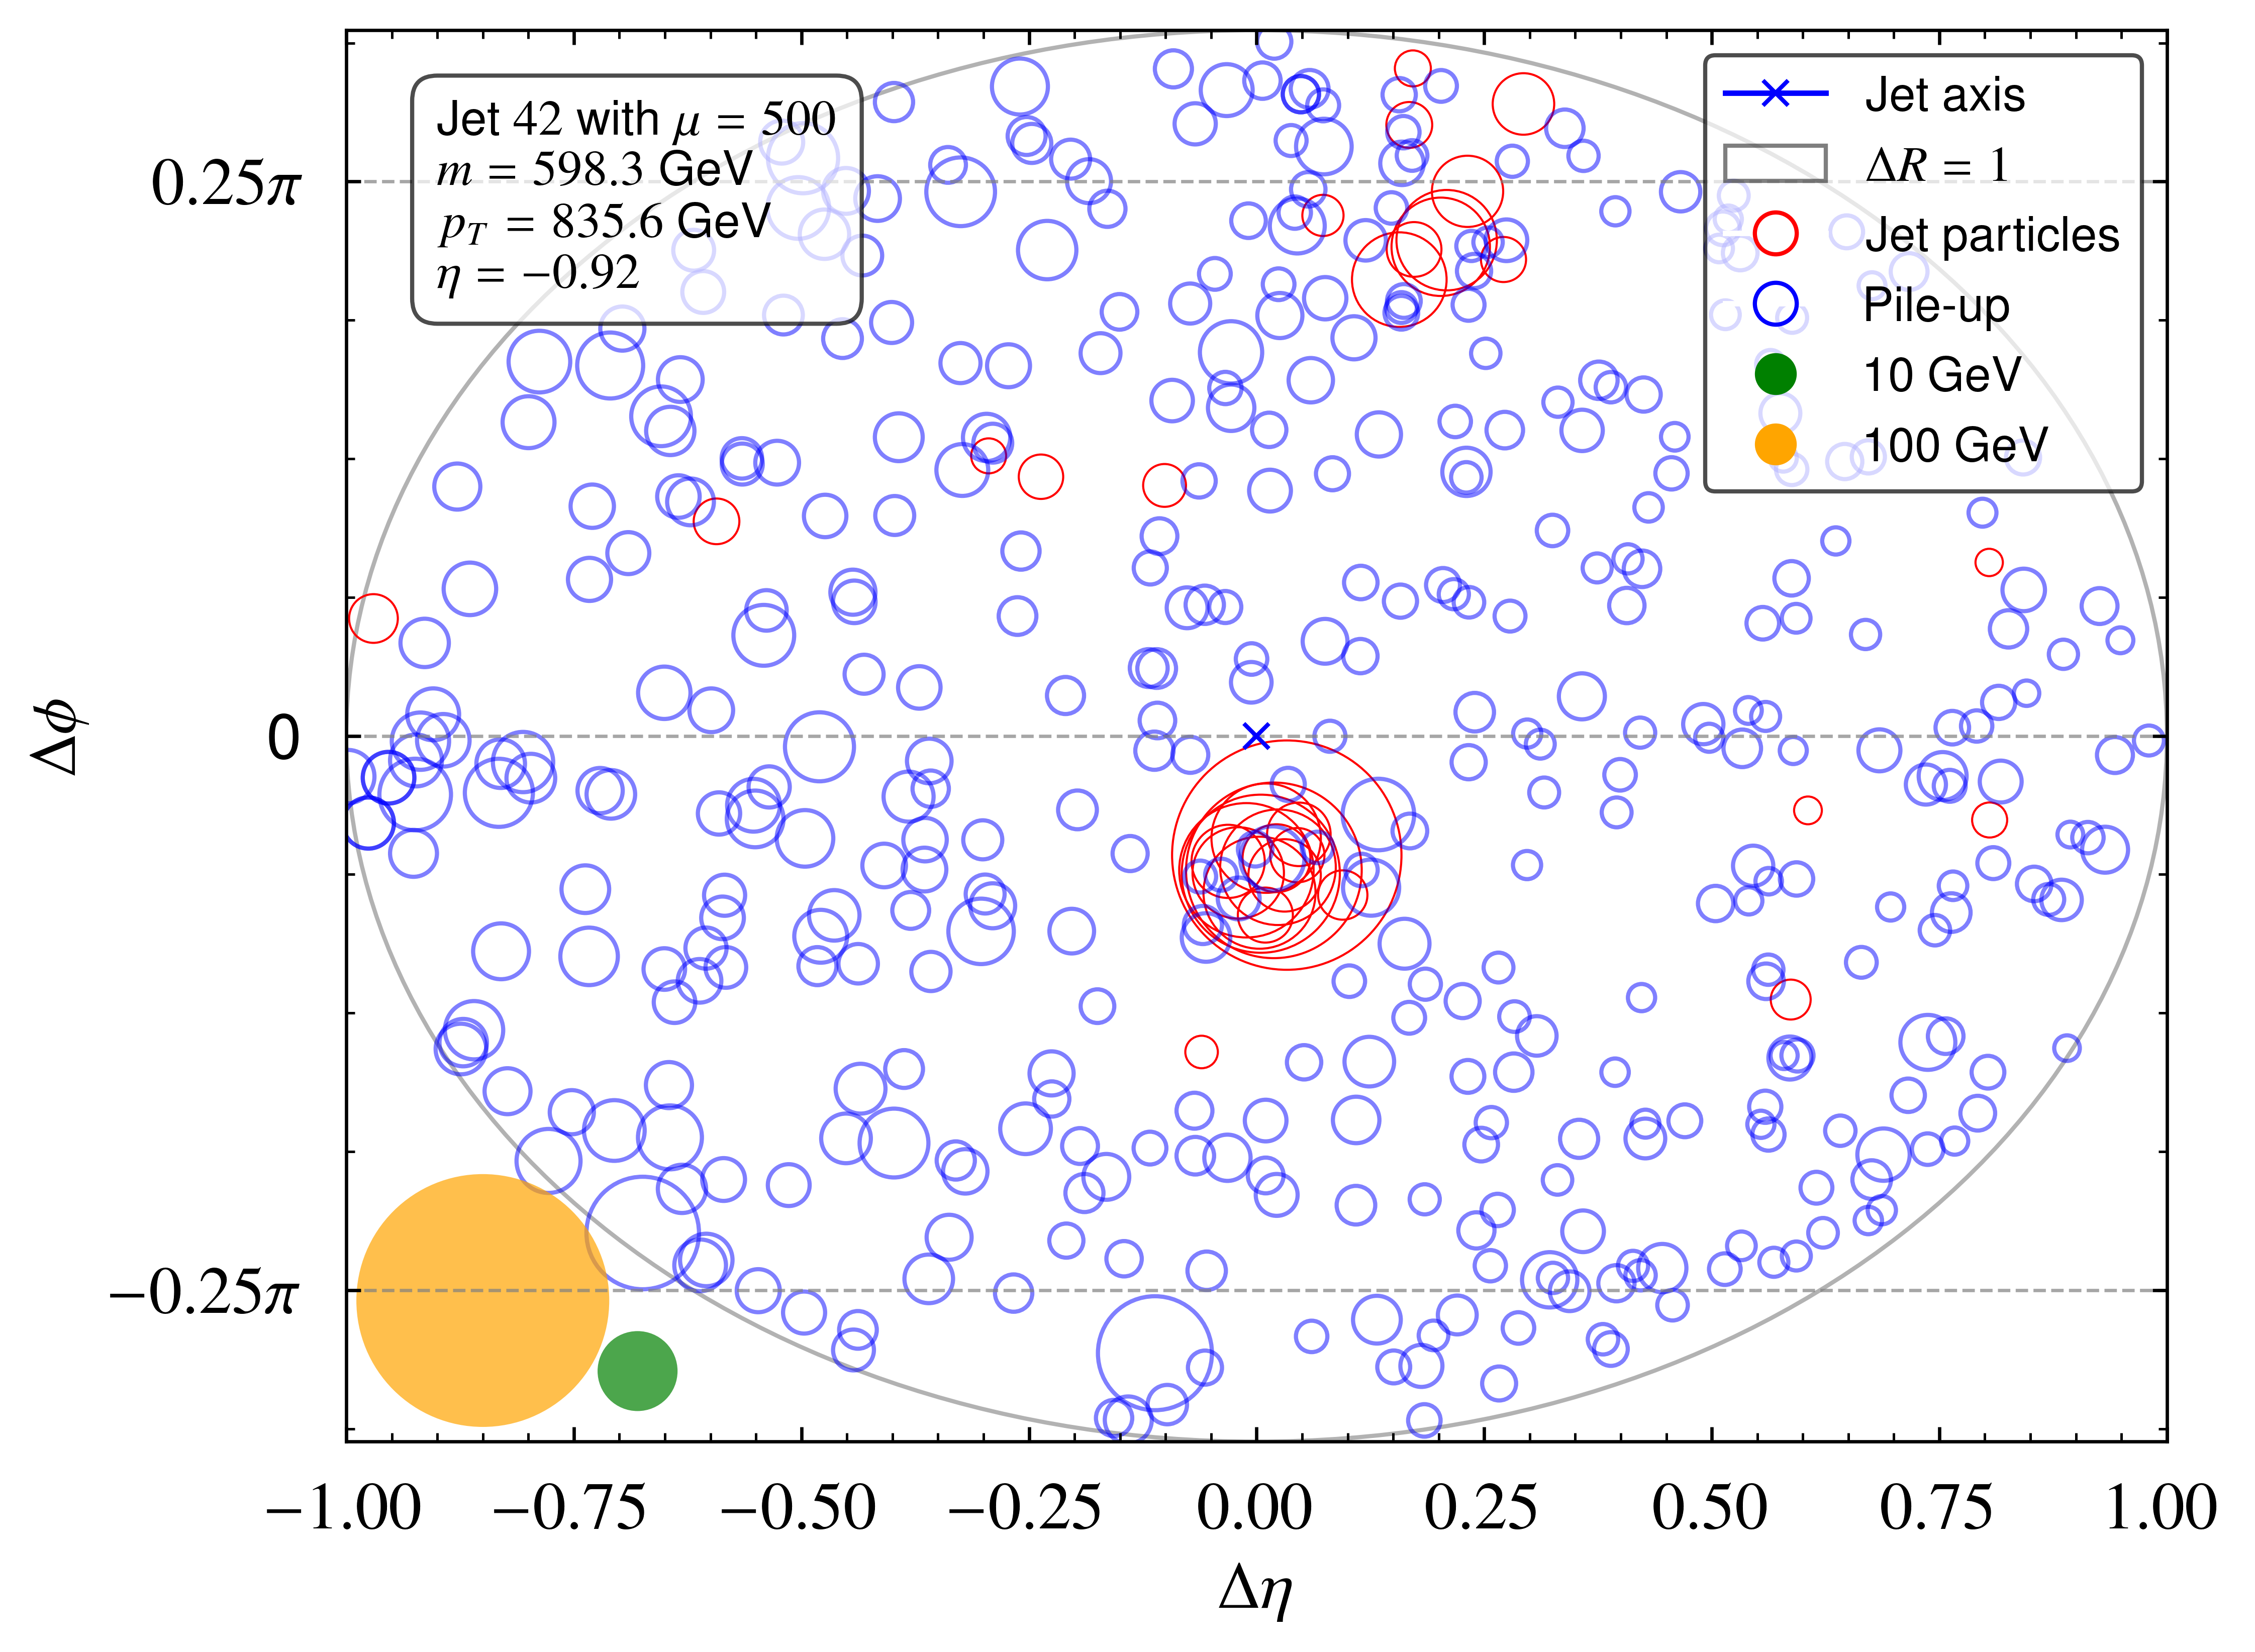 Jet 42 with μ = 500
m = 598.3 GeV
p_T = 835.6 GeV
η = −0.92
Jet axis
ΔR = 1
Jet particles
Pile-up
10 GeV
100 GeV
0.25π
0
−0.25π
Δϕ
−1.00 −0.75 −0.50 −0.25 0.00 0.25 0.50 0.75 1.00
Δη